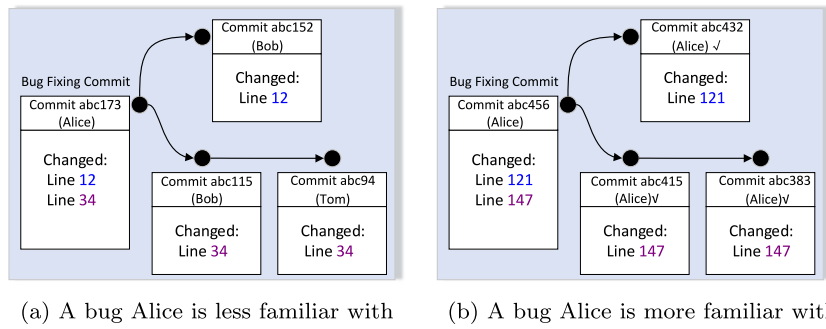 Commit abc152
(Bob)
Changed:
Line 12
Bug Fixing Commit
Commit abc173
(Alice)
Changed:
Line 12
Line 34
Commit abc115
(Bob)
Changed:
Line 34
Commit abc94
(Tom)
Changed:
Line 34
(a) A bug Alice is less familiar with
Commit abc432
(Alice) √
Changed:
Line 121
Bug Fixing Commit
Commit abc456
(Alice)
Changed:
Line 121
Line 147
Commit abc415
(Alice)√
Changed:
Line 147
Commit abc383
(Alice)√
Changed:
Line 147
(b) A bug Alice is more familiar wit